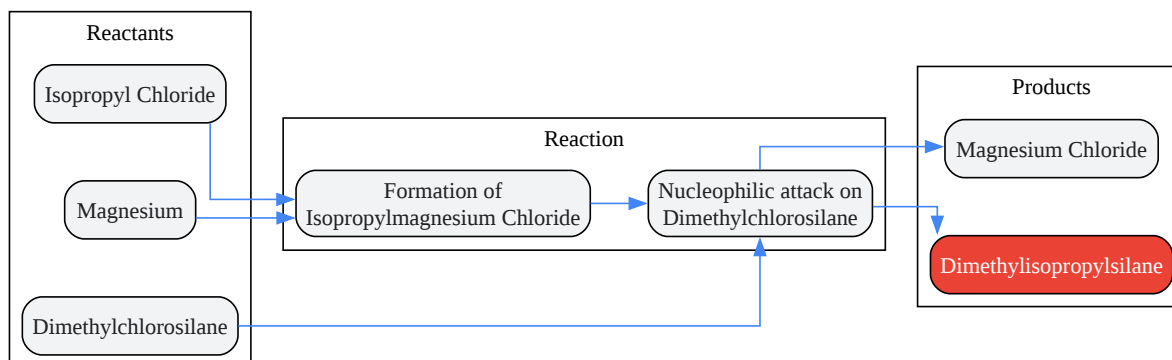 Reactants
Isopropyl Chloride
Magnesium
Dimethylchlorosilane
Reaction
Formation of
Isopropylmagnesium Chloride
Nucleophilic attack on
Dimethylchlorosilane
Products
Magnesium Chloride
Dimethylisopropylsilane